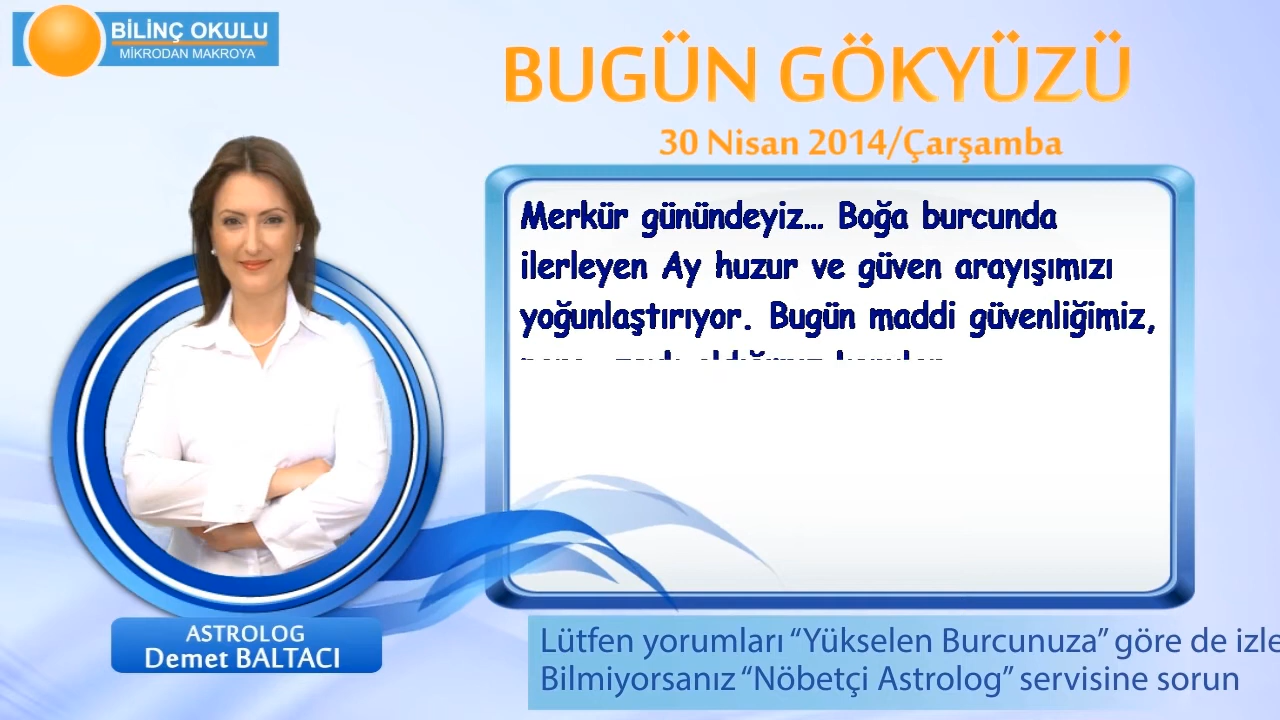 BİLİNÇ OKULU
MİKRODAN MAKROYA
BUGÜN GÖKYÜZÜ
30 Nisan 2014/Çarşamba
Merkür günündeyiz... Boğa burcunda
ilerleyen Ay huzur ve güven arayışımızı
yoğunlaştırıyor. Bugün maddi güvenliğimiz,
ASTROLOG
Demet BALTACI
Lütfen yorumları “Yükselen Burcunuza” göre de izle
Bilmiyorsanız “Nöbetçi Astrolog” servisine sorun